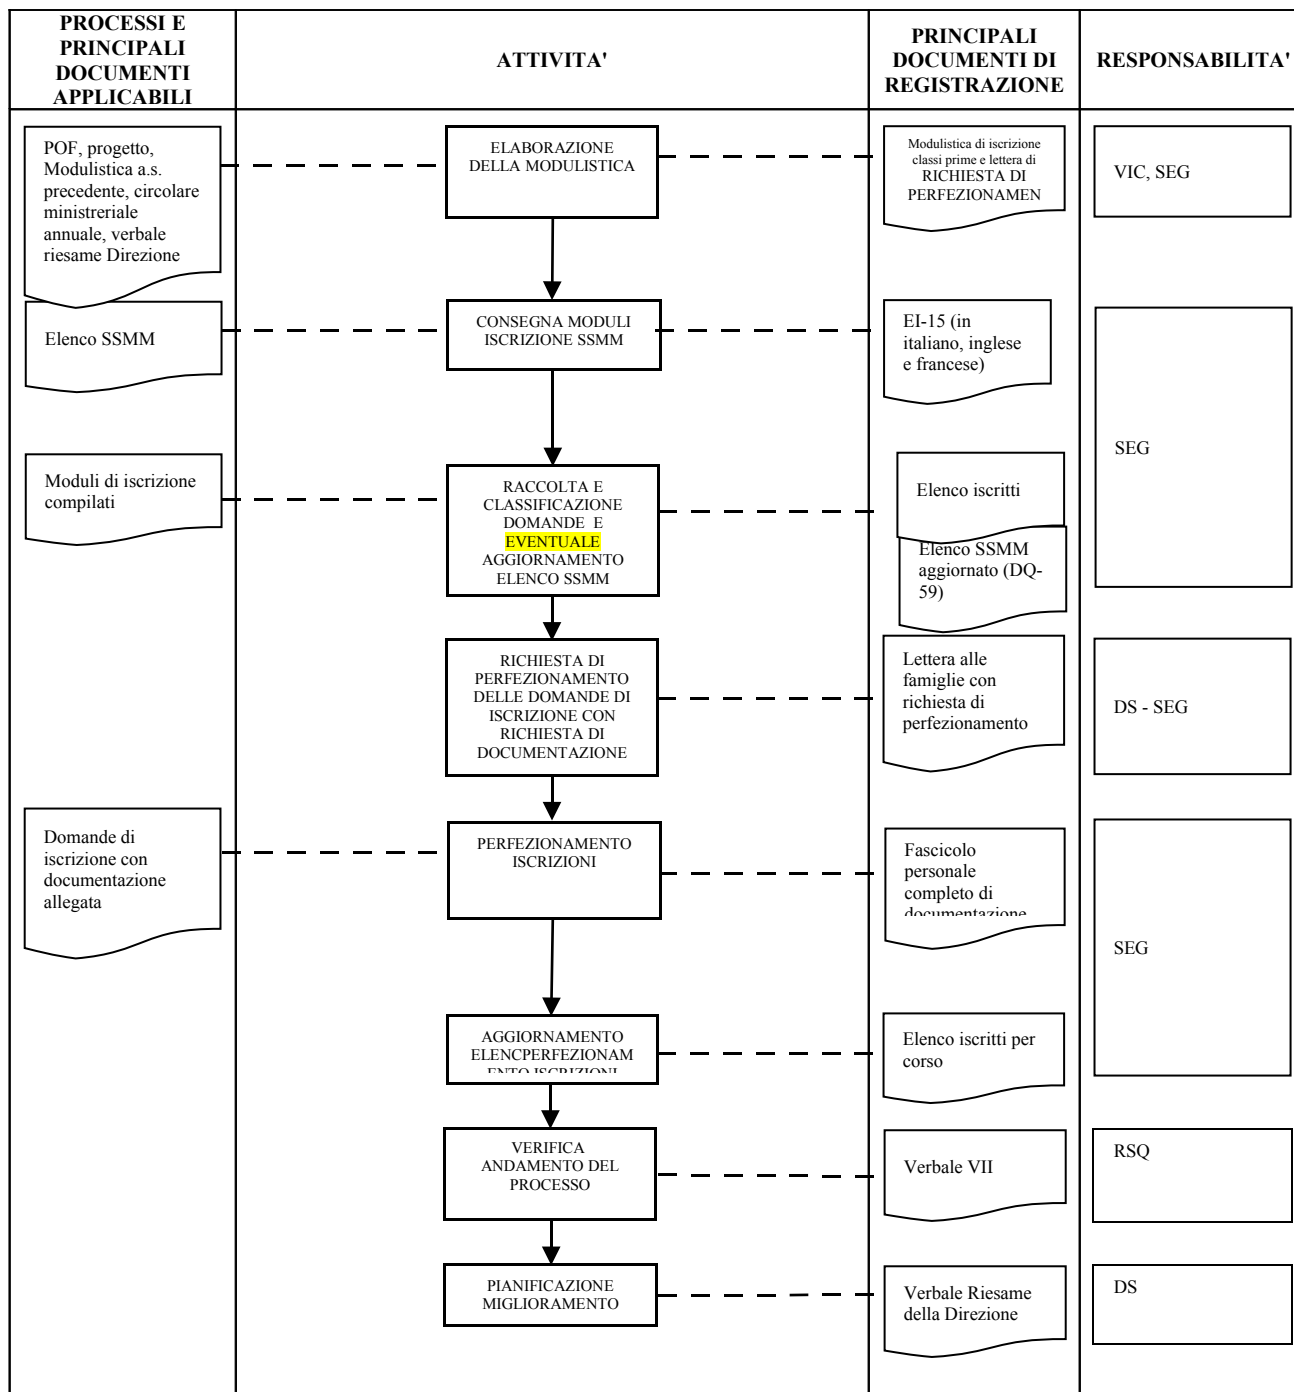 PROCESSI E
PRINCIPALI
DOCUMENTI
APPLICABILI
ATTIVITA'
PRINCIPALI
DOCUMENTI DI
REGISTRAZIONE
RESPONSABILITA'
POF, progetto,
Modulistica a.s.
precedente, circolare
ministreriale
annuale, verbale
riesame Direzione
ELABORAZIONE
DELLA MODULISTICA
Modulistica di iscrizione
classi prime e lettera di
RICHIESTA DI
PERFEZIONAMEN
VIC, SEG
Elenco SSMM
CONSEGNA MODULI
ISCRIZIONE SSMM
EI-15 (in
italiano, inglese
e francese)
SEG
Moduli di iscrizione
compilati
RACCOLTA E
CLASSIFICAZIONE
DOMANDE E
EVENTUALE
AGGIORNAMENTO
ELENCO SSMM
Elenco iscritti
Elenco SSMM
aggiornato (DQ-
59)
RICHIESTA DI
PERFEZIONAMENTO
DELLE DOMANDE DI
ISCRIZIONE CON
RICHIESTA DI
DOCUMENTAZIONE
Lettera alle
famiglie con
richiesta di
perfezionamento
DS - SEG
Domande di
iscrizione con
documentazione
allegata
PERFEZIONAMENTO
ISCRIZIONI
Fascicolo
personale
completo di
documentazione
SEG
AGGIORNAMENTO
ELENCPERFEZIONAM
ENTO ISCRIZIONI
Elenco iscritti per
corso
VERIFICA
ANDAMENTO DEL
PROCESSO
Verbale VII
RSQ
PIANIFICAZIONE
MIGLIORAMENTO
Verbale Riesame
della Direzione
DS